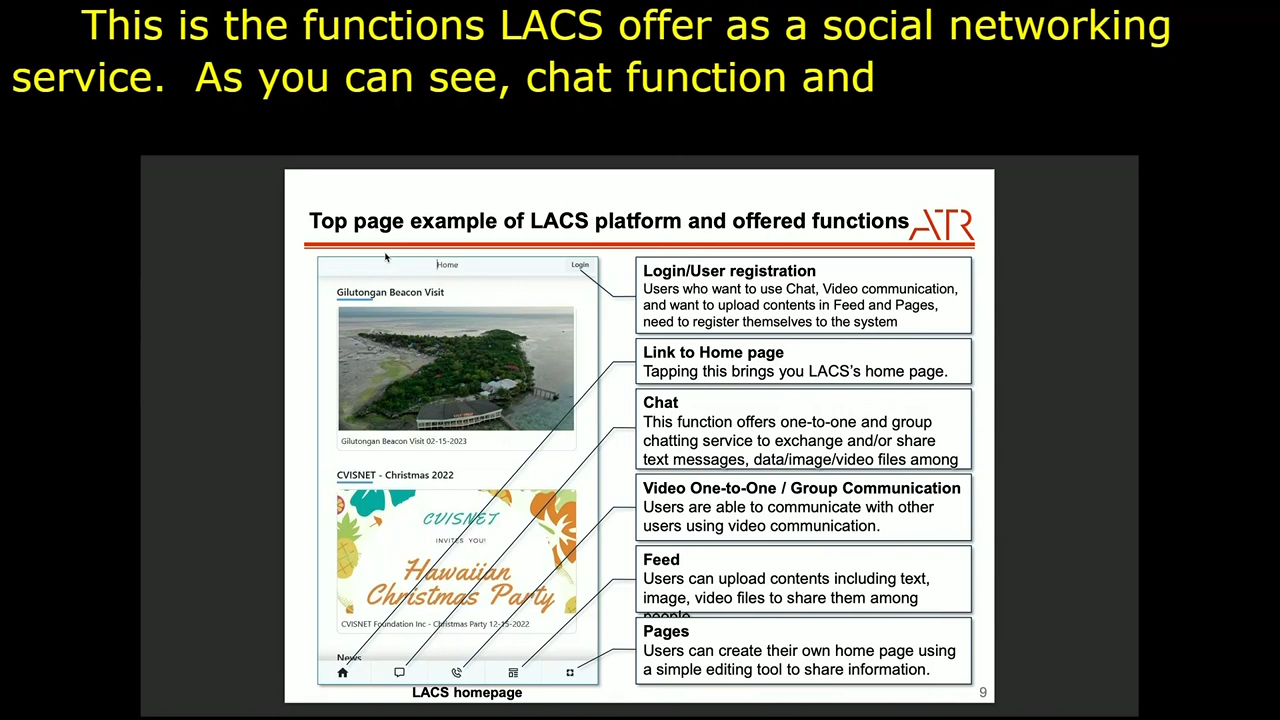 This is the functions LACS offer as a social networking
service.  As you can see, chat function and
Top page example of LACS platform and offered functions
ATR
Home
Login
Gilutongan Beacon Visit
Gilutongan Beacon Visit 02-15-2023
CVISNET - Christmas 2022
CVISNET
INVITES YOU!
Hawaiian
Christmas Party
CVISNET Foundation Inc - Christmas Party 12-15-2022
News
LACS homepage
Login/User registration
Users who want to use Chat, Video communication,
and want to upload contents in Feed and Pages,
need to register themselves to the system
Link to Home page
Tapping this brings you LACS's home page.
Chat
This function offers one-to-one and group
chatting service to exchange and/or share
text messages, data/image/video files among
Video One-to-One / Group Communication
Users are able to communicate with other
users using video communication.
Feed
Users can upload contents including text,
image, video files to share them among
people.
Pages
Users can create their own home page using
a simple editing tool to share information.
9